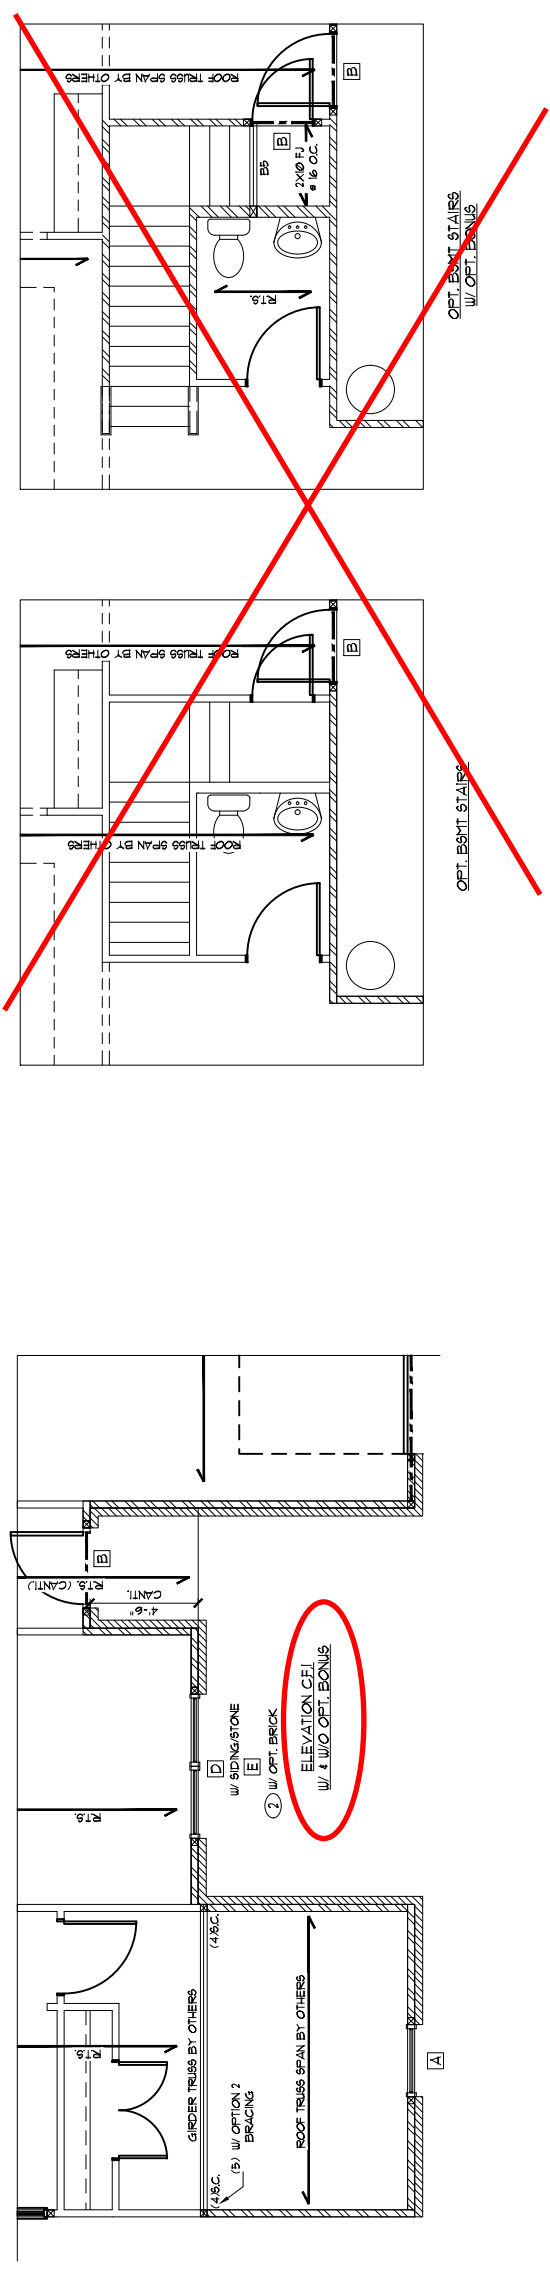 ROOF TRUSS SPAN BY OTHERS
B
B
B5
2X10 FJ
@ 16 O.C.
R.T.S.
OPT. BSMT STAIRS
W/ OPT. BONUS
ROOF TRUSS SPAN BY OTHERS
B
ROOF TRUSS SPAN BY OTHERS
OPT. BSMT STAIRS
B
R.T.S. (CANTI.)
CANTI.
4'-6"
R.T.S.
D
W/ SIDING/STONE
E
2 W/ OPT. BRICK
ELEVATION C,F,I
W/ & W/O OPT. BONUS
(4)S.C.
GIRDER TRUSS BY OTHERS
R.T.S.
ROOF TRUSS SPAN BY OTHERS
A
(5) W/ OPTION 2
BRACING
(4)S.C.